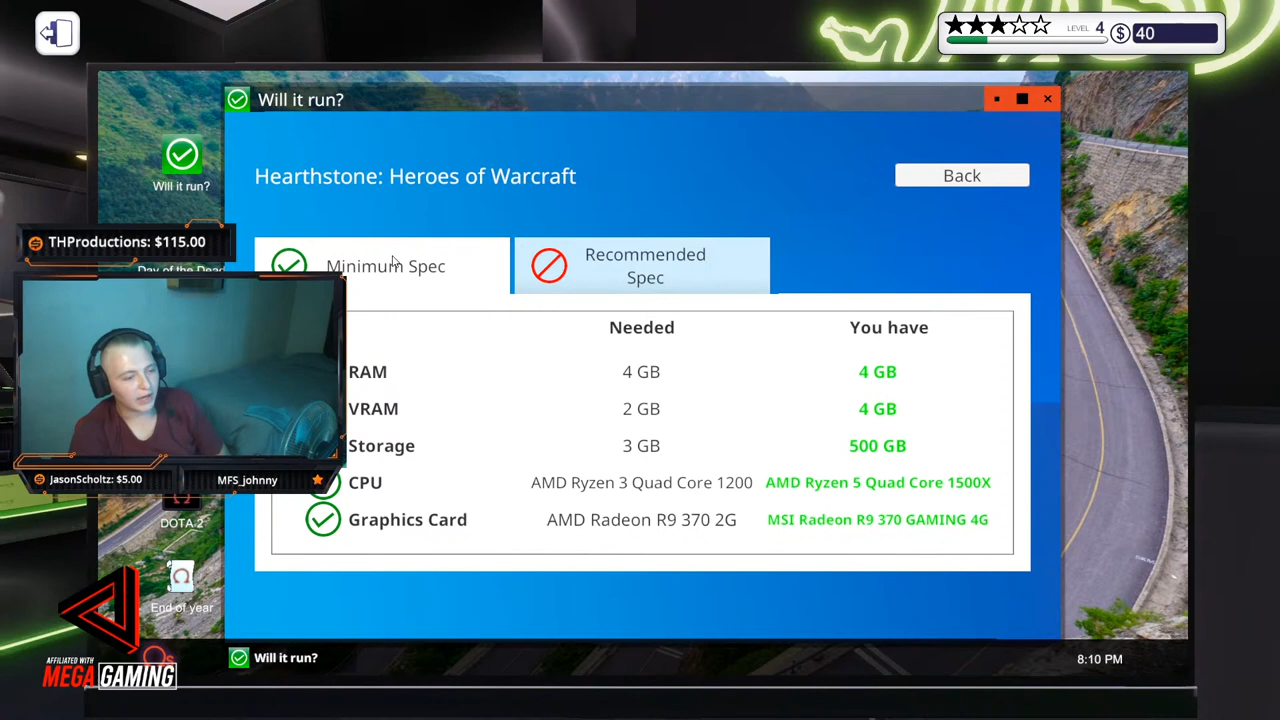 LEVEL 4 $ 40
Will it run?
Will it run?
Hearthstone: Heroes of Warcraft
Back
THProductions: $115.00
Minimum Spec
Recommended
Spec
Needed
You have
RAM 4 GB 4 GB
VRAM 2 GB 4 GB
Storage 3 GB 500 GB
CPU AMD Ryzen 3 Quad Core 1200 AMD Ryzen 5 Quad Core 1500X
Graphics Card AMD Radeon R9 370 2G MSI Radeon R9 370 GAMING 4G
JasonScholtz: $5.00 MFS_johnny
DOTA 2
End of year
AFFILIATED WITH
MEGA GAMING
Will it run?
8:10 PM